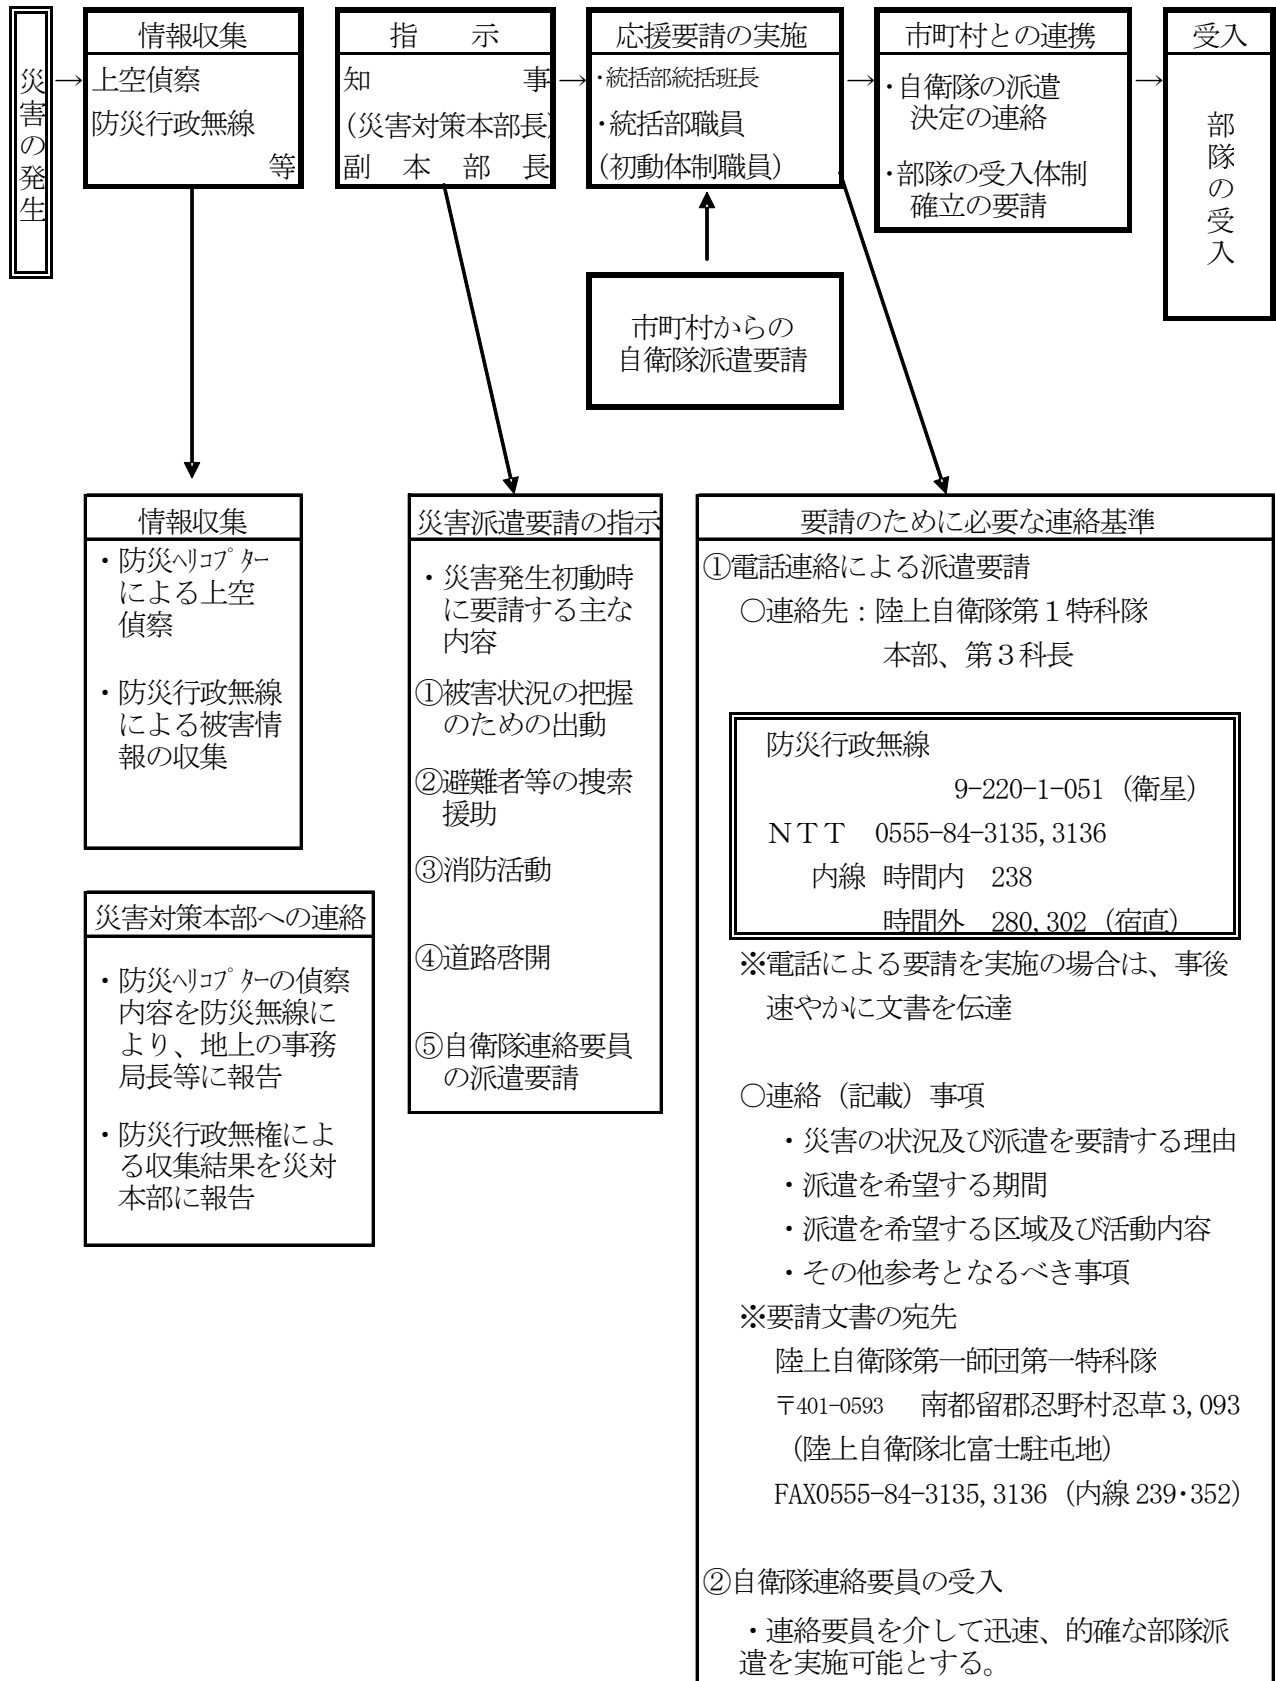 災害の発生
→
情報収集
上空偵察
防災行政無線
等
指　示
知　事
(災害対策本部長)
副　本　部　長
→
応援要請の実施
・統括部統括班長
・統括部職員
(初動体制職員)
→
市町村との連携
・自衛隊の派遣
決定の連絡
・部隊の受入体制
確立の要請
→
受入
部隊の受入
市町村からの
自衛隊派遣要請
情報収集
・防災ﾍﾘｺﾌﾟﾀｰ
による上空
偵察
・防災行政無線
による被害情
報の収集
災害対策本部への連絡
・防災ﾍﾘｺﾌﾟﾀｰの偵察
内容を防災無線に
より、地上の事務
局長等に報告
・防災行政無権によ
る収集結果を災対
本部に報告
災害派遣要請の指示
・災害発生初動時
に要請する主な
内容
①被害状況の把握
のための出動
②避難者等の捜索
援助
③消防活動
④道路啓開
⑤自衛隊連絡要員
の派遣要請
要請のために必要な連絡基準
①電話連絡による派遣要請
○連絡先：陸上自衛隊第１特科隊
本部、第３科長
防災行政無線
9-220-1-051（衛星）
ＮＴＴ　0555-84-3135,3136
内線 時間内　238
時間外　280,302（宿直）
※電話による要請を実施の場合は、事後
速やかに文書を伝達
○連絡（記載）事項
・災害の状況及び派遣を要請する理由
・派遣を希望する期間
・派遣を希望する区域及び活動内容
・その他参考となるべき事項
※要請文書の宛先
陸上自衛隊第一師団第一特科隊
〒401-0593　南都留郡忍野村忍草 3,093
（陸上自衛隊北富士駐屯地）
FAX0555-84-3135,3136（内線 239・352）
②自衛隊連絡要員の受入
・連絡要員を介して迅速、的確な部隊派
遣を実施可能とする。